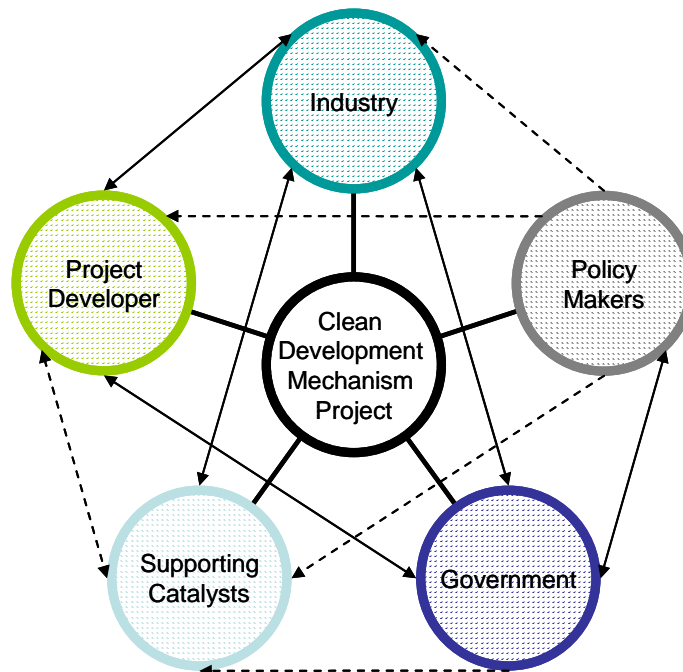 Industry
Project
Developer
Policy
Makers
Clean
Development
Mechanism
Project
Supporting
Catalysts
Government